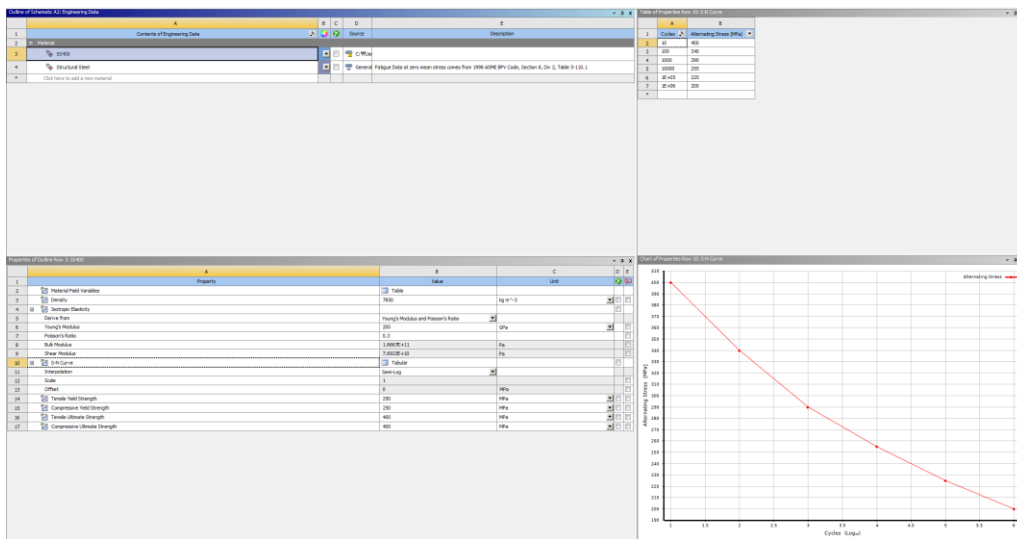 Outline of Schematic A2: Engineering Data
A B C D E
1 Contents of Engineering Data Source Description
2 Material
3 SS400
4 Structural Steel General Fatigue Data at zero mean stress comes from 1998 ASME BPV Code, Section 8, Div 2, Table 5-110.1
* Click here to add a new material
Table of Properties Row 10: S-N Curve
A B
1 Cycles Alternating Stress (MPa)
2 10 400
3 100 340
4 1000 290
5 10000 255
6 1E+05 225
7 1E+06 200
*
Properties of Outline Row 3: SS400
A B C D E
1 Property Value Unit
2 Material Field Variables Table
3 Density 7850 kg m^-3
4 Isotropic Elasticity
5 Derive from Young's Modulus and Poisson's Ratio
6 Young's Modulus 200 GPa
7 Poisson's Ratio 0.3
8 Bulk Modulus 1.6667E+11 Pa
9 Shear Modulus 7.6923E+10 Pa
10 S-N Curve Tabular
11 Interpolation Semi-Log
12 Scale 1
13 Offset 0 MPa
14 Tensile Yield Strength 250 MPa
15 Compressive Yield Strength 250 MPa
16 Tensile Ultimate Strength 400 MPa
17 Compressive Ultimate Strength 400 MPa
Chart of Properties Row 10: S-N Curve
Alternating Stress
410
400
390
380
370
360
350
340
330
320
310
300
290
280
270
260
250
240
230
220
210
200
190
Alternating Stress [MPa]
1 1.5 2 2.5 3 3.5 4 4.5 5 5.5 6
Cycles (Log₁₀)